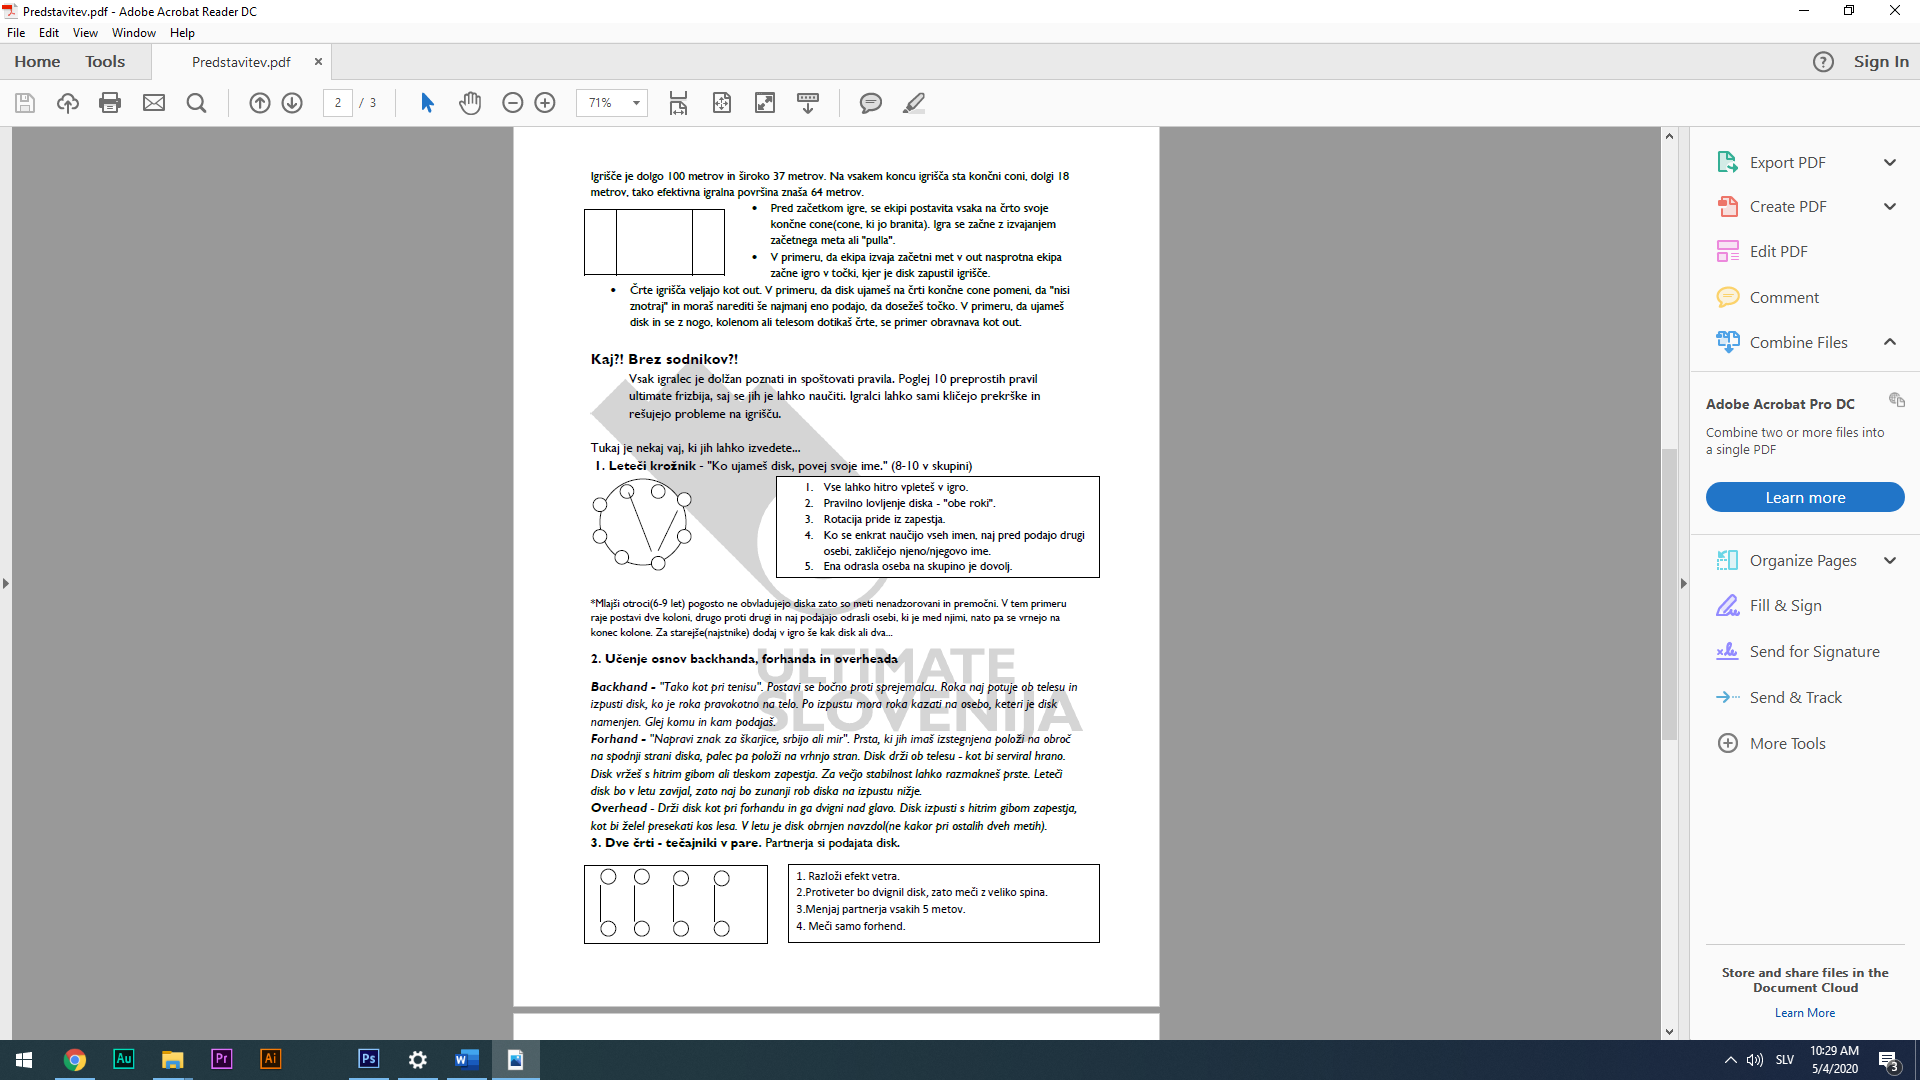 Predstavitev.pdf - Adobe Acrobat Reader DC
File Edit View Window Help
Home Tools Predstavitev.pdf × ? Sign In
2 / 3 71%
Igrišče je dolgo 100 metrov in široko 37 metrov. Na vsakem koncu igrišča sta končni coni, dolgi 18
metrov, tako efektivna igralna površina znaša 64 metrov.
• Pred začetkom igre, se ekipi postavita vsaka na črto svoje
končne cone(cone, ki jo branita). Igra se začne z izvajanjem
začetnega meta ali "pulla".
• V primeru, da ekipa izvaja začetni met v out nasprotna ekipa
začne igro v točki, kjer je disk zapustil igrišče.
• Črte igrišča veljajo kot out. V primeru, da disk ujameš na črti končne cone pomeni, da "nisi
znotraj" in moraš narediti še najmanj eno podajo, da dosežeš točko. V primeru, da ujameš
disk in se z nogo, kolenom ali telesom dotikaš črte, se primer obravnava kot out.
Kaj?! Brez sodnikov?!
Vsak igralec je dolžan poznati in spoštovati pravila. Poglej 10 preprostih pravil
ultimate frizbija, saj se jih je lahko naučiti. Igralci lahko sami kličejo prekrške in
rešujejo probleme na igrišču.
Tukaj je nekaj vaj, ki jih lahko izvedete...
1. Leteči krožnik - "Ko ujameš disk, povej svoje ime." (8-10 v skupini)
1. Vse lahko hitro vpleteš v igro.
2. Pravilno lovljenje diska - "obe roki".
3. Rotacija pride iz zapestja.
4. Ko se enkrat naučijo vseh imen, naj pred podajo drugi
osebi, zakličejo njeno/njegovo ime.
5. Ena odrasla oseba na skupino je dovolj.
*Mlajši otroci(6-9 let) pogosto ne obvladujejo diska zato so meti nenadzorovani in premočni. V tem primeru
raje postavi dve koloni, drugo proti drugi in naj podajajo odrasli osebi, ki je med njimi, nato pa se vrnejo na
konec kolone. Za starejše(najstnike) dodaj v igro še kak disk ali dva...
ULTIMATE
SLOVENIJA
2. Učenje osnov backhanda, forhanda in overheada
Backhand - "Tako kot pri tenisu". Postavi se bočno proti sprejemalcu. Roka naj potuje ob telesu in
izpusti disk, ko je roka pravokotno na telo. Po izpustu mora roka kazati na osebo, keteri je disk
namenjen. Glej komu in kam podajaš.
Forhand - "Napravi znak za škarjice, srbijo ali mir". Prsta, ki jih imaš izstegnjena položi na obroč
na spodnji strani diska, palec pa položi na vrhnjo stran. Disk drži ob telesu - kot bi serviral hrano.
Disk vržeš s hitrim gibom ali tleskom zapestja. Za večjo stabilnost lahko razmakneš prste. Leteči
disk bo v letu zavijal, zato naj bo zunanji rob diska na izpustu nižje.
Overhead - Drži disk kot pri forhandu in ga dvigni nad glavo. Disk izpusti s hitrim gibom zapestja,
kot bi želel presekati kos lesa. V letu je disk obrnjen navzdol(ne kakor pri ostalih dveh metih).
3. Dve črti - tečajniki v pare. Partnerja si podajata disk.
1. Razloži efekt vetra.
2.Protiveter bo dvignil disk, zato meči z veliko spina.
3.Menjaj partnerja vsakih 5 metov.
4. Meči samo forhend.
Export PDF
Create PDF
Edit PDF
Comment
Combine Files
Adobe Acrobat Pro DC
Combine two or more files into
a single PDF
Learn more
Organize Pages
Fill & Sign
Send for Signature
Send & Track
More Tools
Store and share files in the
Document Cloud
Learn More
Au Pr Ai Ps W SLV 10:29 AM
5/4/2020
3